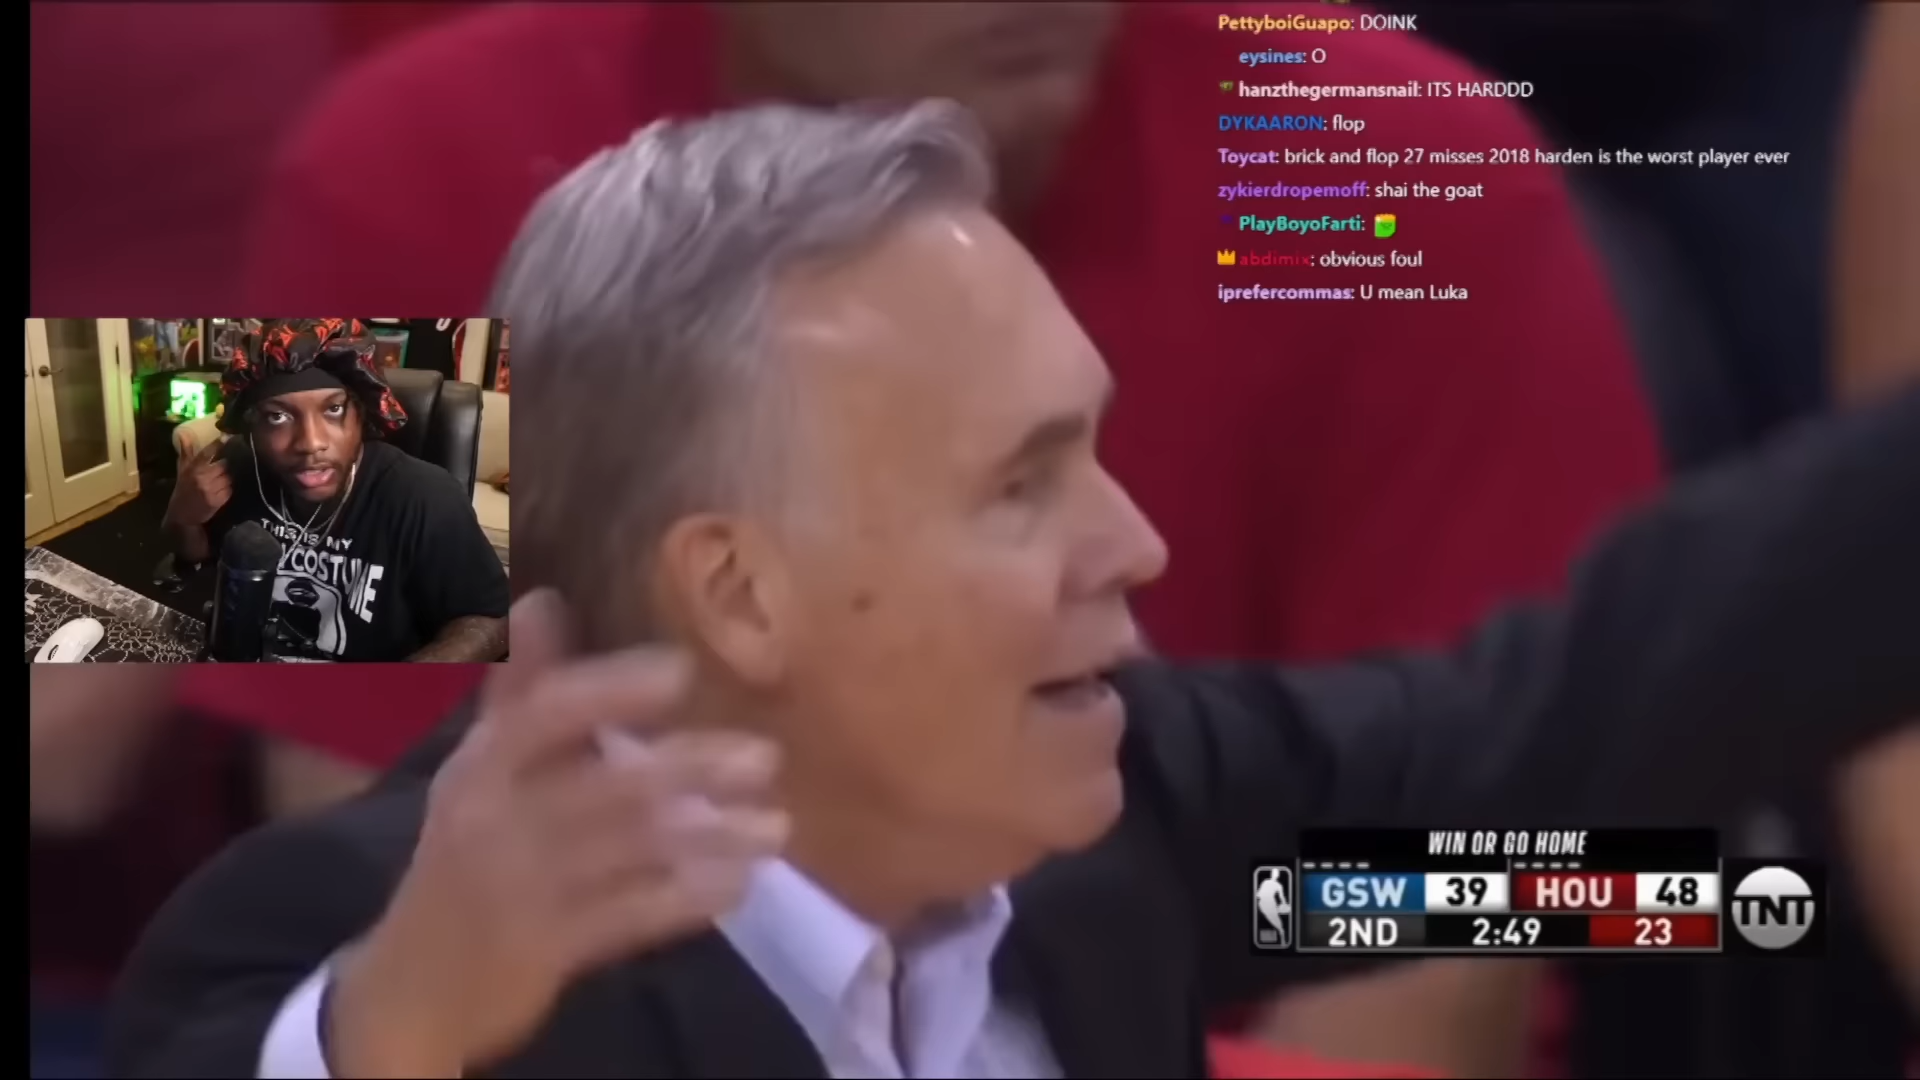 PettyboiGuapo: DOINK
eysines: O
hanzthegermansnail: ITS HARDDD
DYKAARON: flop
Toycat: brick and flop 27 misses 2018 harden is the worst player ever
zykierdropemoff: shai the goat
PlayBoyoFarti:
abdimix: obvious foul
iprefercommas: U mean Luka
THIS IS MY
COSTUME
WIN OR GO HOME
GSW 39 HOU 48
2ND 2:49 23
TNT